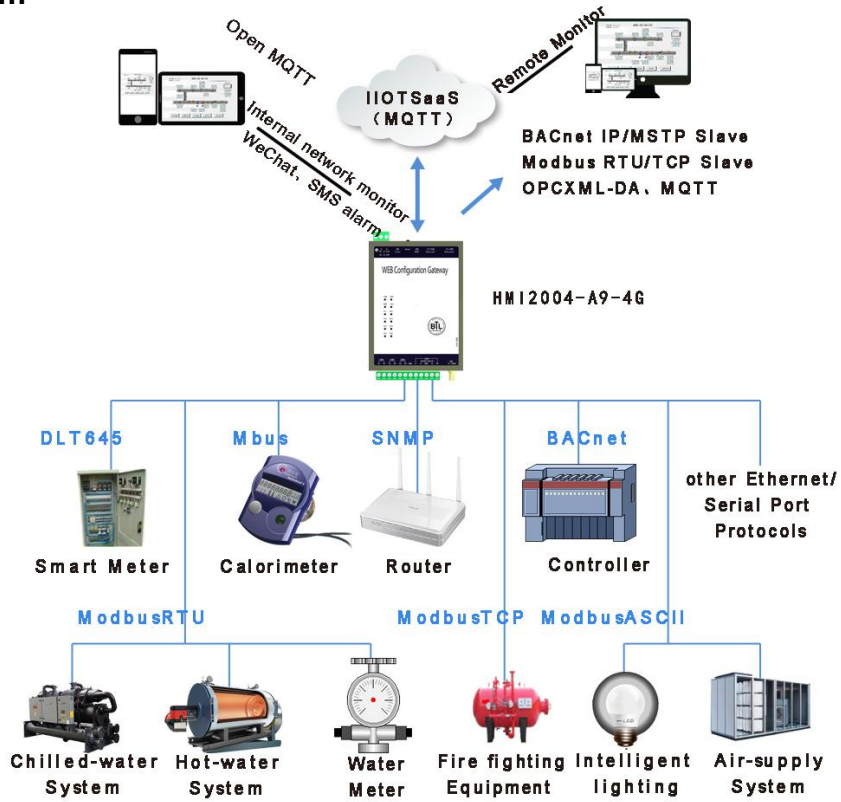 Open MQTT
Remote Monitor
IIOTSaaS
(MQTT)
Internal network monitor
WeChat、SMS alarm
BACnet IP/MSTP Slave
Modbus RTU/TCP Slave
OPCXML-DA、MQTT
WEB Configuration Gateway
BTL
HMI2004-A9-4G
DLT645
Mbus
SNMP
BACnet
other Ethernet/
Serial Port
Protocols
Smart Meter
Calorimeter
Router
Controller
ModbusRTU
ModbusTCP
ModbusASCII
LED
Chilled-water
System
Hot-water
System
Water
Meter
Fire fighting
Equipment
Intelligent
lighting
Air-supply
System